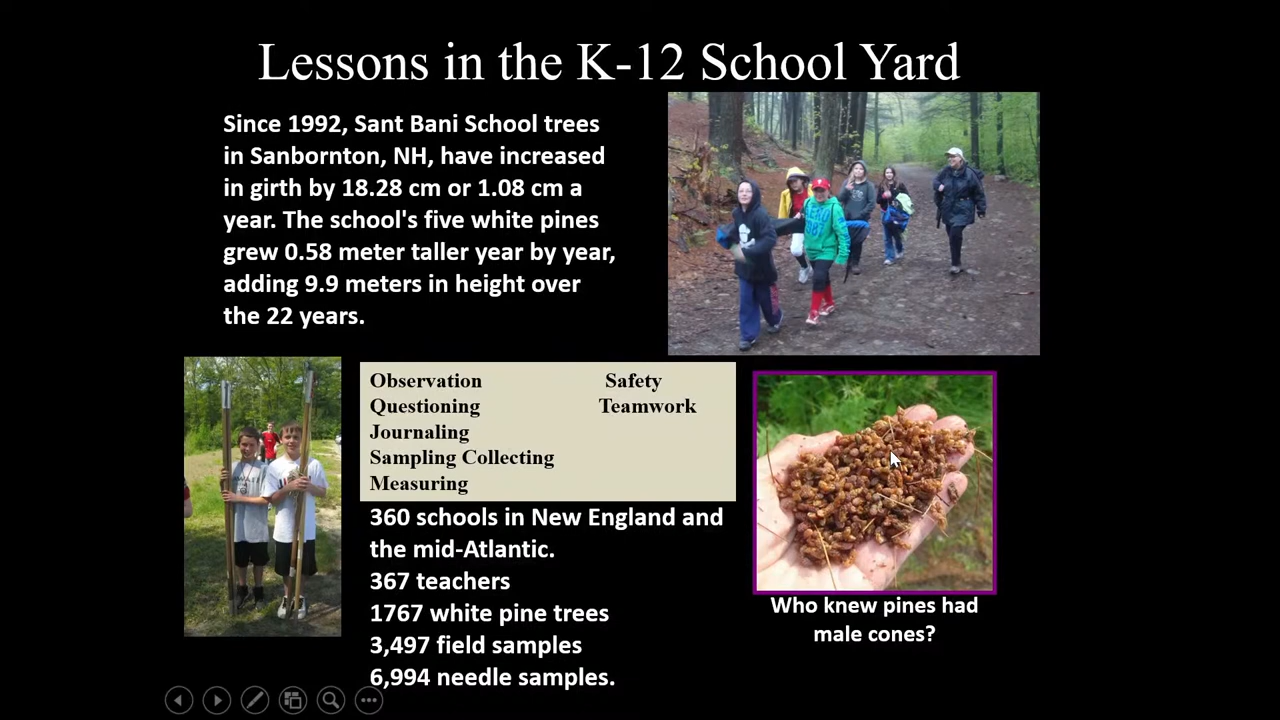 Lessons in the K-12 School Yard
Since 1992, Sant Bani School trees
in Sanbornton, NH, have increased
in girth by 18.28 cm or 1.08 cm a
year. The school's five white pines
grew 0.58 meter taller year by year,
adding 9.9 meters in height over
the 22 years.
Observation Safety
Questioning Teamwork
Journaling
Sampling Collecting
Measuring
360 schools in New England and
the mid-Atlantic.
367 teachers
1767 white pine trees
3,497 field samples
6,994 needle samples.
Who knew pines had
male cones?